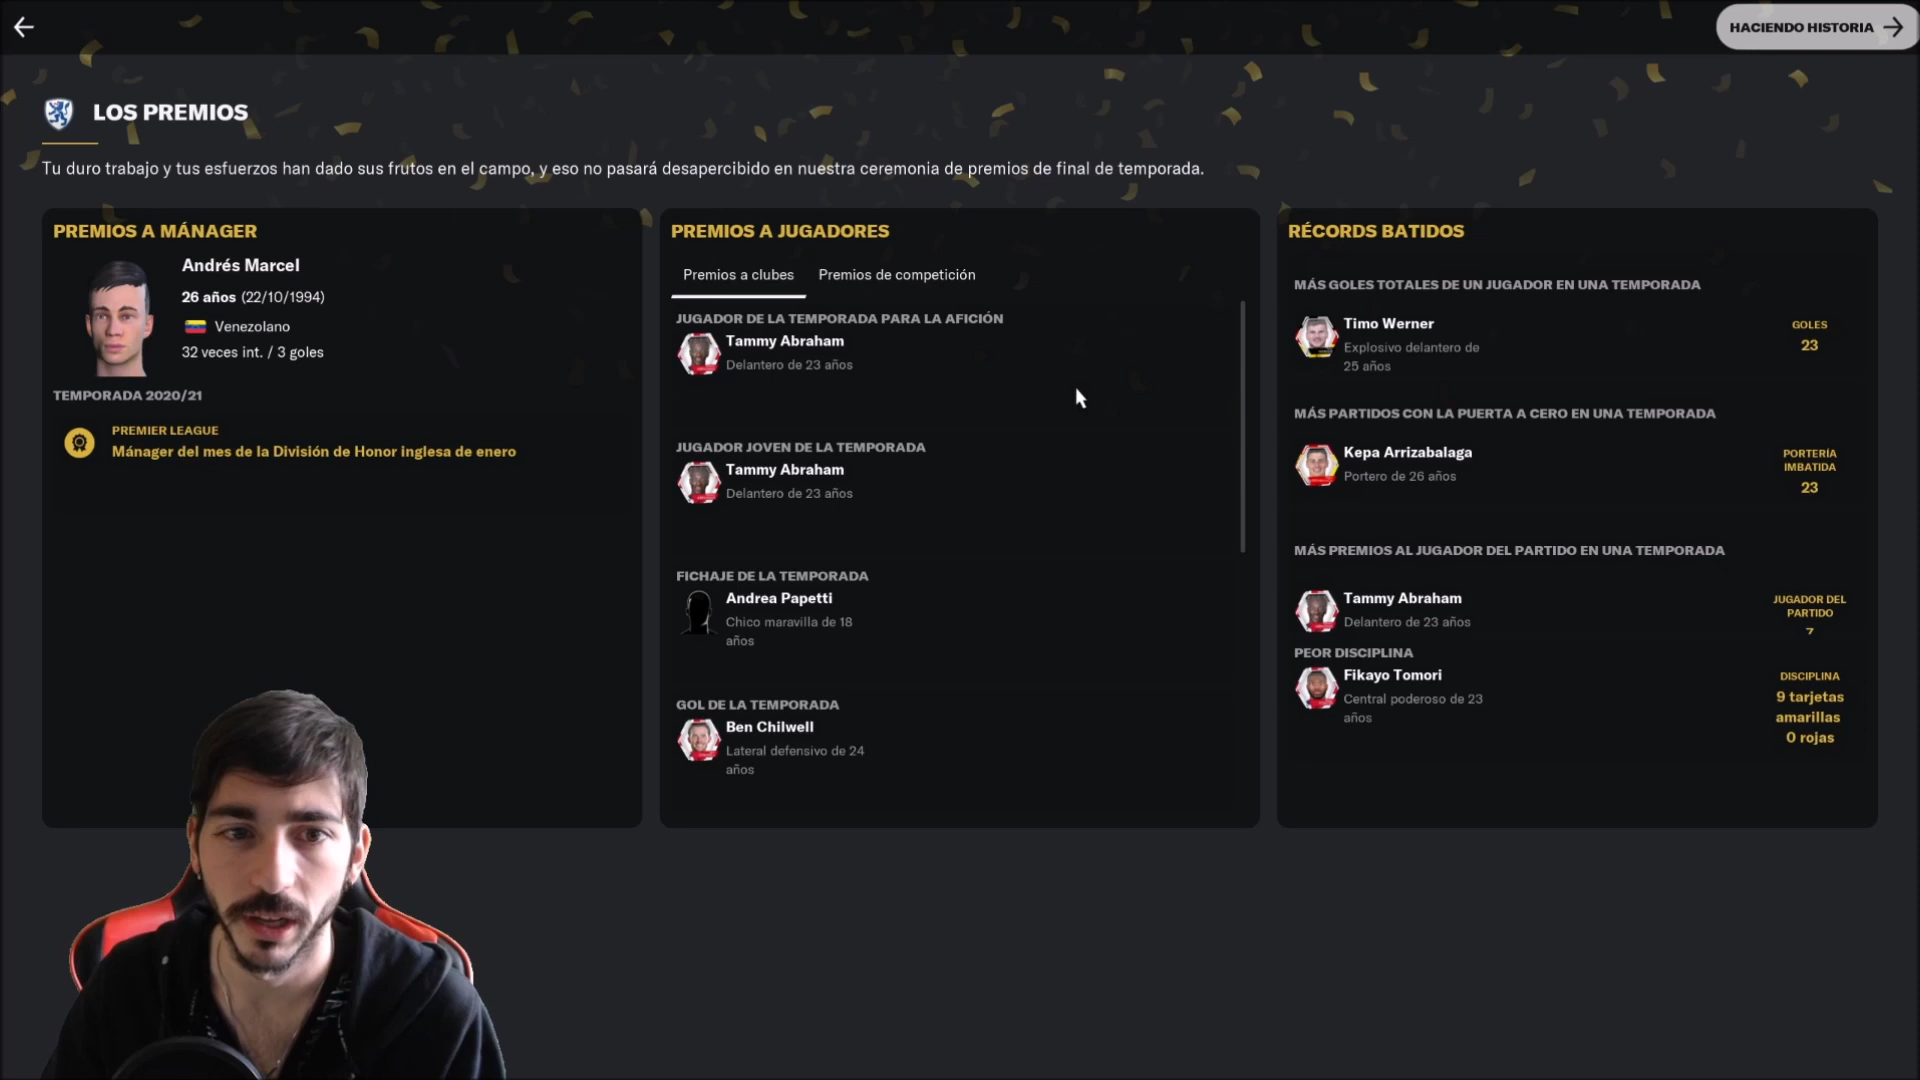 HACIENDO HISTORIA
LOS PREMIOS
Tu duro trabajo y tus esfuerzos han dado sus frutos en el campo, y eso no pasará desapercibido en nuestra ceremonia de premios de final de temporada.
PREMIOS A MÁNAGER
Andrés Marcel
26 años (22/10/1994)
Venezolano
32 veces int. / 3 goles
TEMPORADA 2020/21
PREMIER LEAGUE
Mánager del mes de la División de Honor inglesa de enero
PREMIOS A JUGADORES
Premios a clubes
Premios de competición
JUGADOR DE LA TEMPORADA PARA LA AFICIÓN
Tammy Abraham
Delantero de 23 años
JUGADOR JOVEN DE LA TEMPORADA
Tammy Abraham
Delantero de 23 años
FICHAJE DE LA TEMPORADA
Andrea Papetti
Chico maravilla de 18
años
GOL DE LA TEMPORADA
Ben Chilwell
Lateral defensivo de 24
años
RÉCORDS BATIDOS
MÁS GOLES TOTALES DE UN JUGADOR EN UNA TEMPORADA
Timo Werner
Explosivo delantero de
25 años
GOLES
23
MÁS PARTIDOS CON LA PUERTA A CERO EN UNA TEMPORADA
Kepa Arrizabalaga
Portero de 26 años
PORTERÍA
IMBATIDA
23
MÁS PREMIOS AL JUGADOR DEL PARTIDO EN UNA TEMPORADA
Tammy Abraham
Delantero de 23 años
JUGADOR DEL
PARTIDO
PEOR DISCIPLINA
Fikayo Tomori
Central poderoso de 23
años
DISCIPLINA
9 tarjetas
amarillas
0 rojas